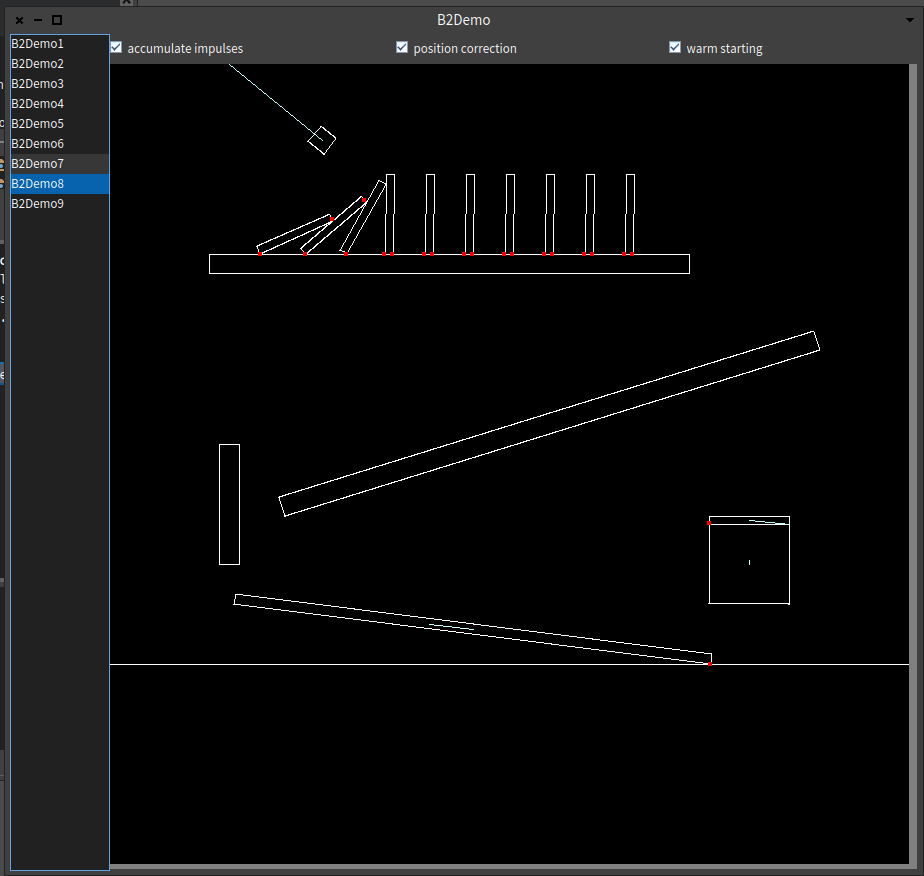 B2Demo
accumulate impulses
position correction
warm starting
B2Demo1
B2Demo2
B2Demo3
B2Demo4
B2Demo5
B2Demo6
B2Demo7
B2Demo8
B2Demo9